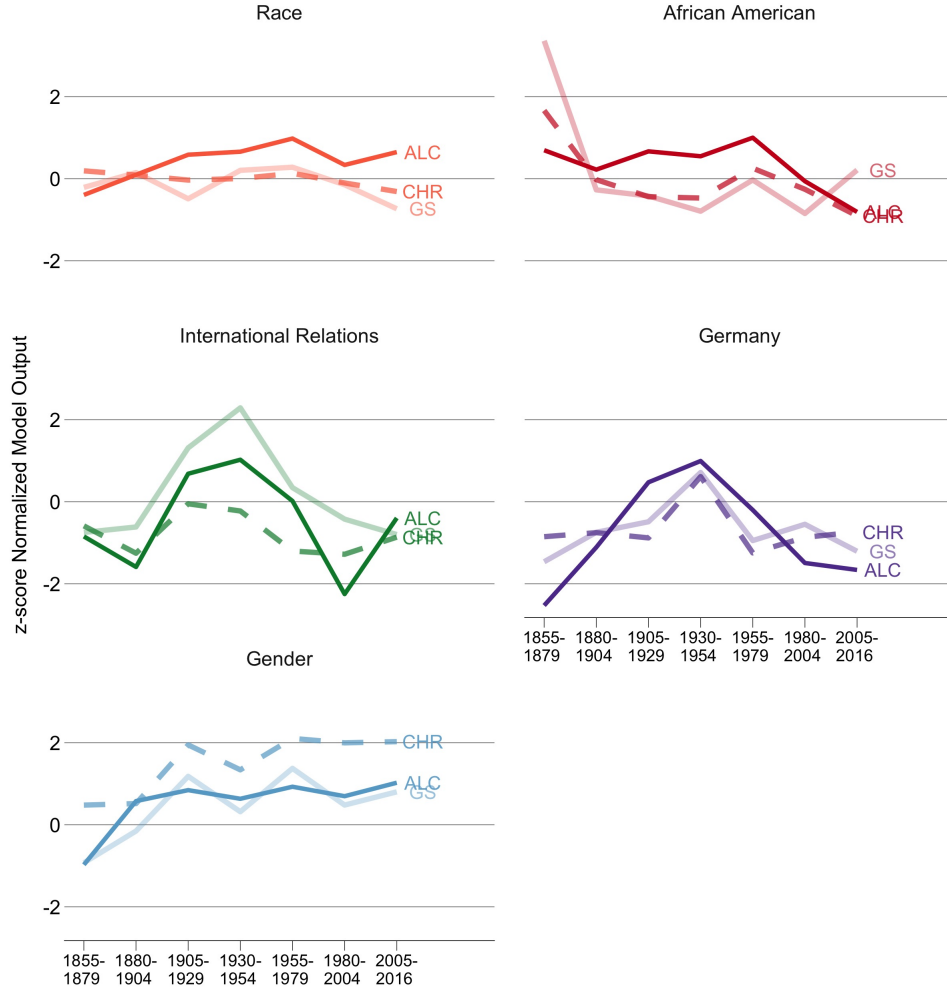 Race
African American
2
0
-2
ALC
CHR
GS
GS
ALC
CHR
z-score Normalized Model Output
International Relations
Germany
2
0
-2
ALC
GS
CHR
CHR
GS
ALC
1855-
1879
1880-
1904
1905-
1929
1930-
1954
1955-
1979
1980-
2004
2005-
2016
Gender
2
0
-2
CHR
ALC
GS
1855-
1879
1880-
1904
1905-
1929
1930-
1954
1955-
1979
1980-
2004
2005-
2016